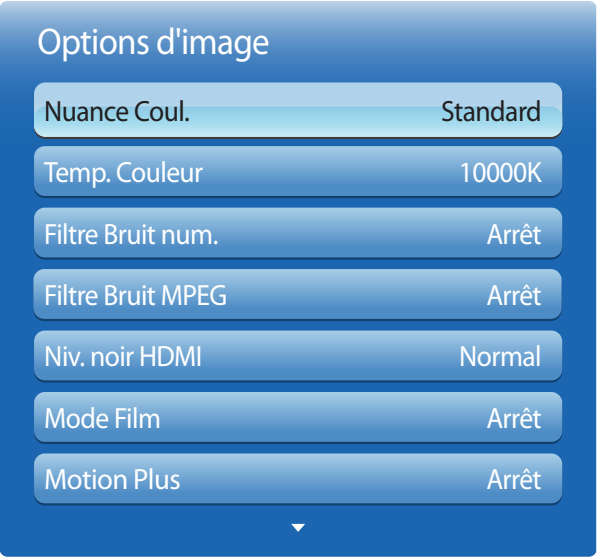 Options d'image
Nuance Coul. Standard
Temp. Couleur 10000K
Filtre Bruit num. Arrêt
Filtre Bruit MPEG Arrêt
Niv. noir HDMI Normal
Mode Film Arrêt
Motion Plus Arrêt